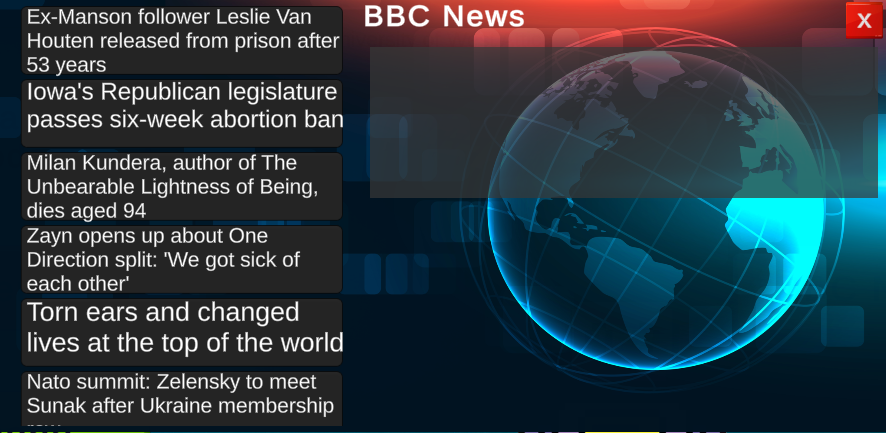 Ex-Manson follower Leslie Van
Houten released from prison after
53 years
Iowa's Republican legislature
passes six-week abortion ban
Milan Kundera, author of The
Unbearable Lightness of Being,
dies aged 94
Zayn opens up about One
Direction split: 'We got sick of
each other'
Torn ears and changed
lives at the top of the world
Nato summit: Zelensky to meet
Sunak after Ukraine membership
BBC News
X